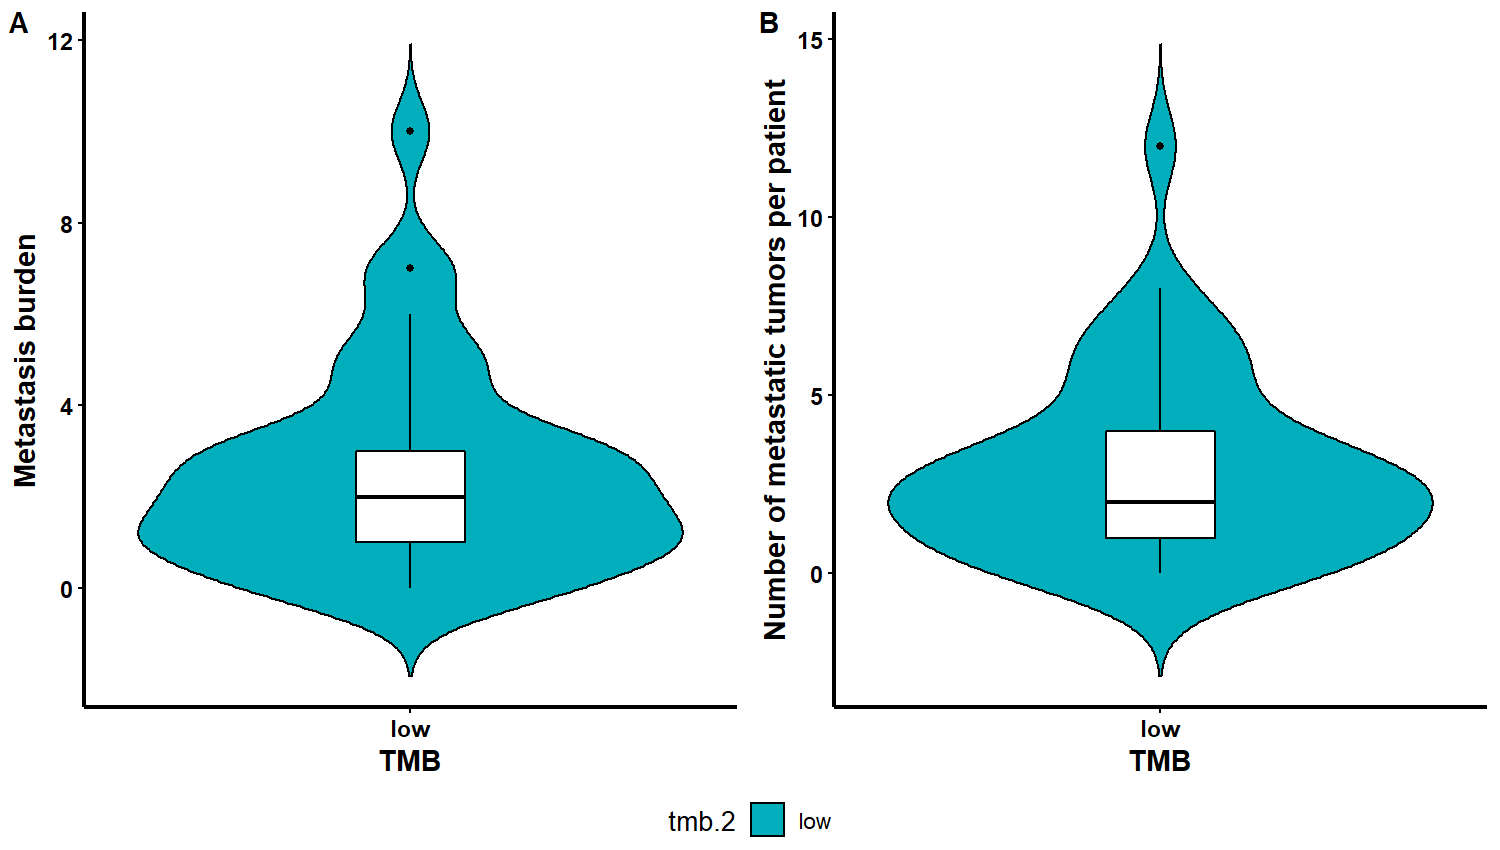 A
Metastasis burden
12
8
4
0
low
TMB
B
Number of metastatic tumors per patient
15
10
5
0
low
TMB
tmb.2 low